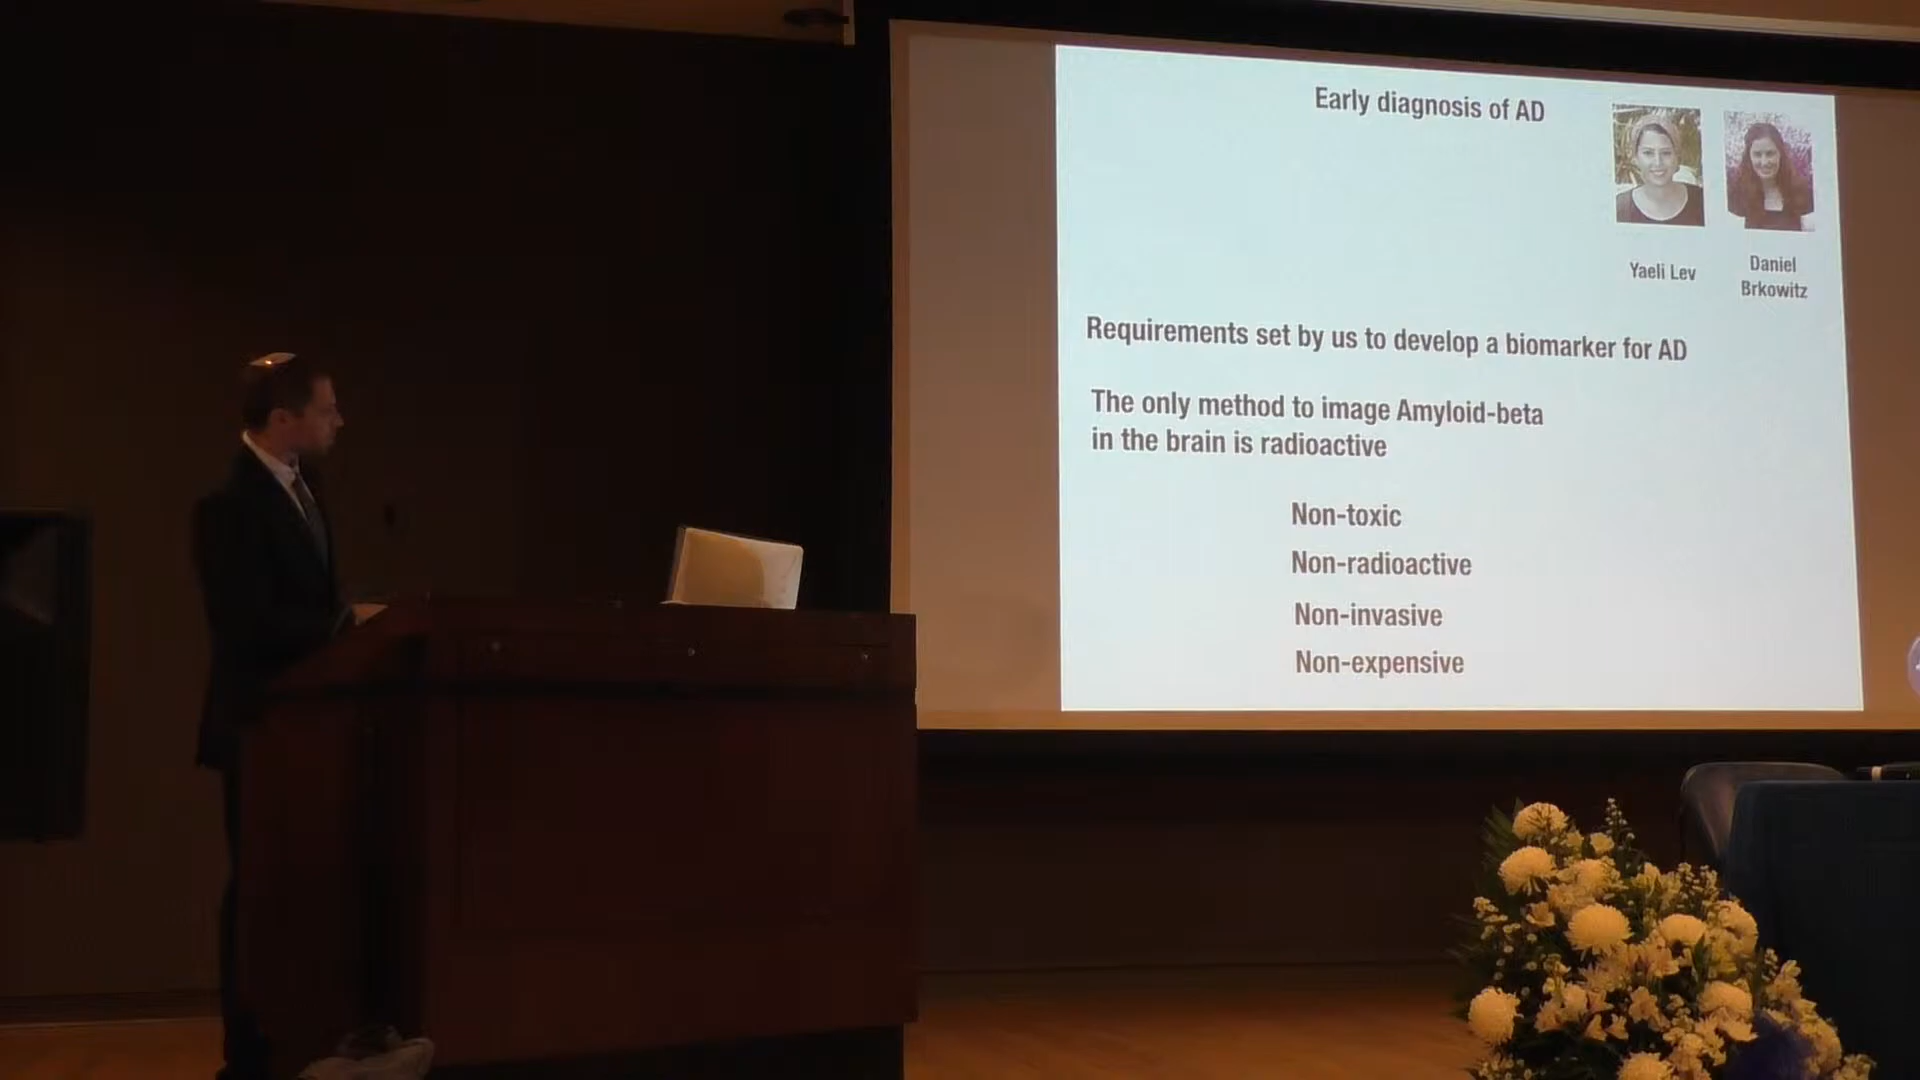 Early diagnosis of AD
Yaeli Lev
Daniel
Brkowitz
Requirements set by us to develop a biomarker for AD
The only method to image Amyloid-beta
in the brain is radioactive
Non-toxic
Non-radioactive
Non-invasive
Non-expensive